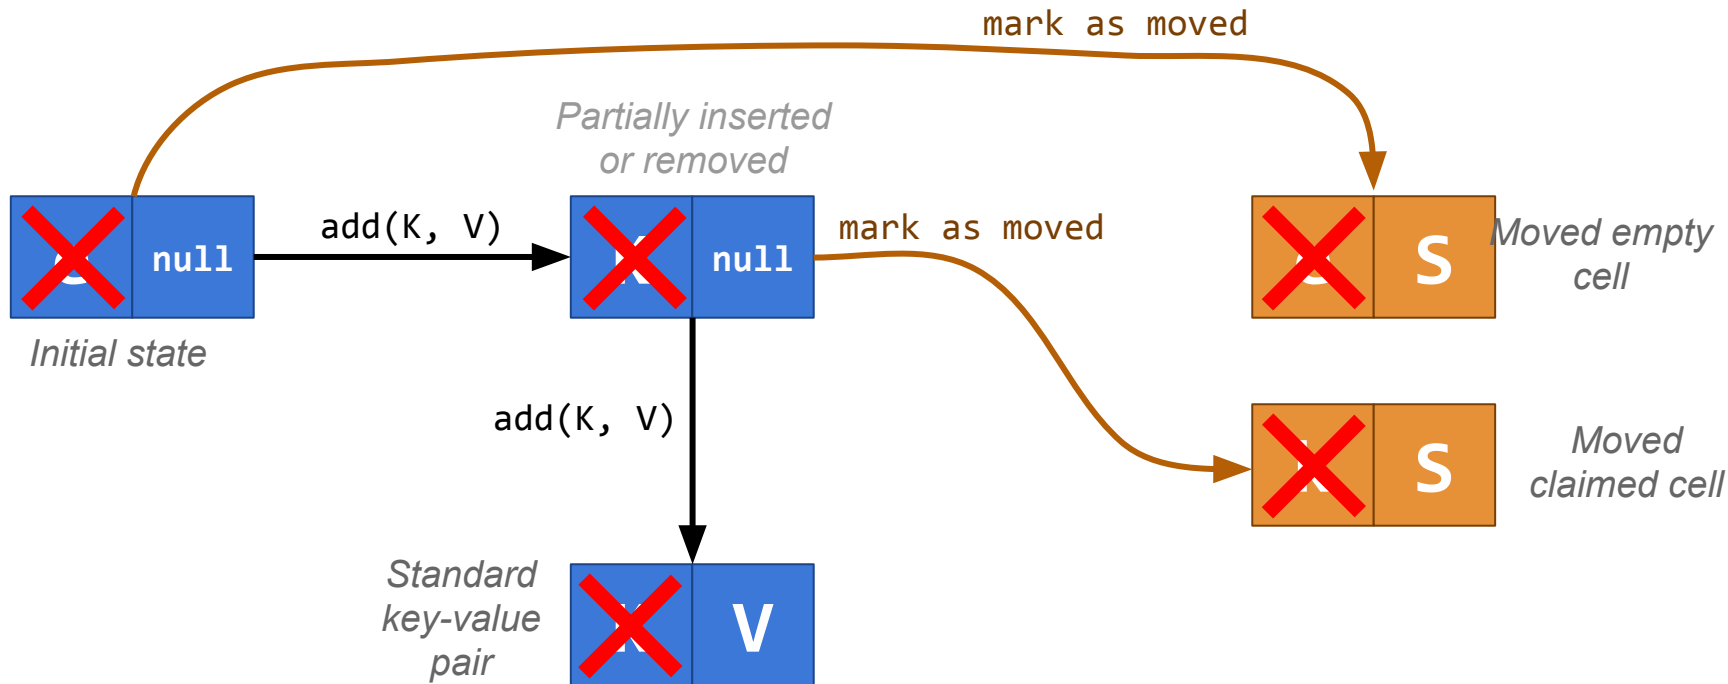 mark as moved
Partially inserted
or removed
null
add(K, V)
null
mark as moved
S
Moved empty
cell
Initial state
add(K, V)
S
Moved
claimed cell
Standard
key-value
pair
V